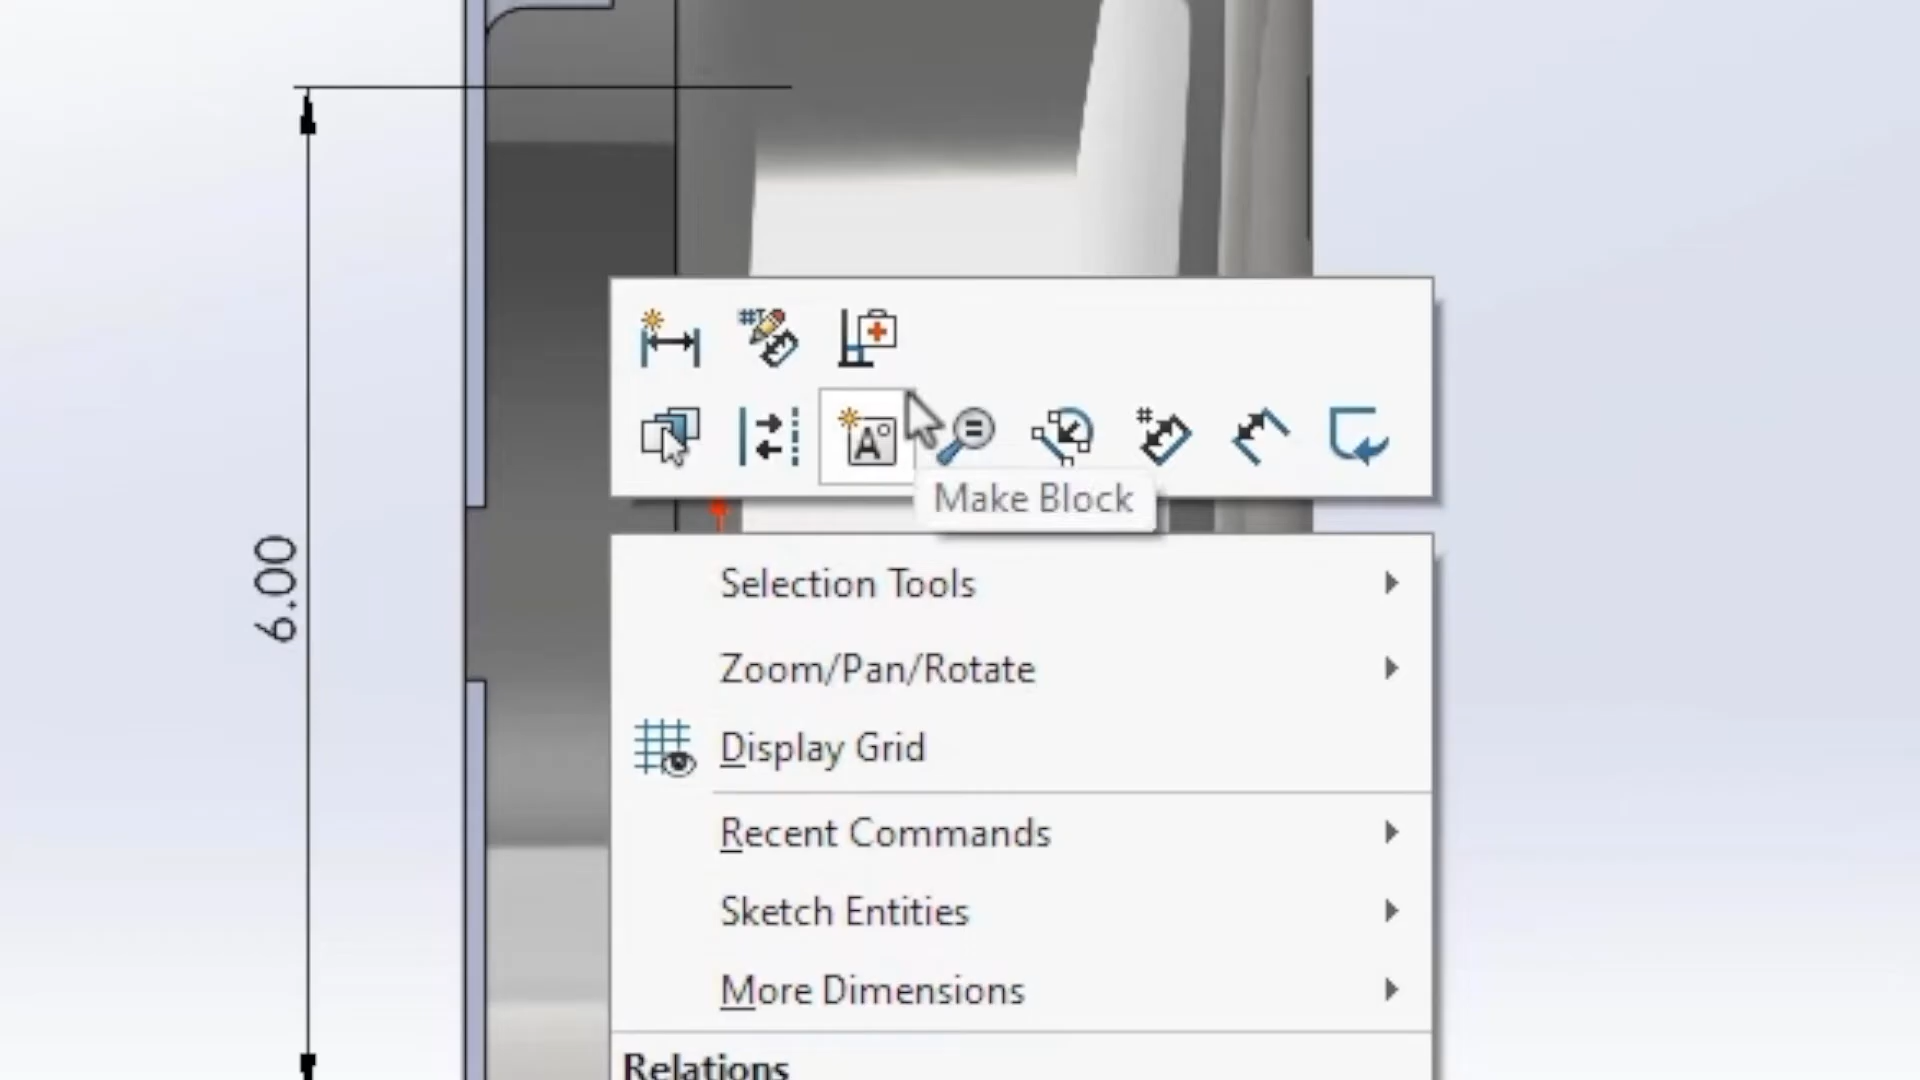 Make Block
6.00
Selection Tools
Zoom/Pan/Rotate
Display Grid
Recent Commands
Sketch Entities
More Dimensions
Relations